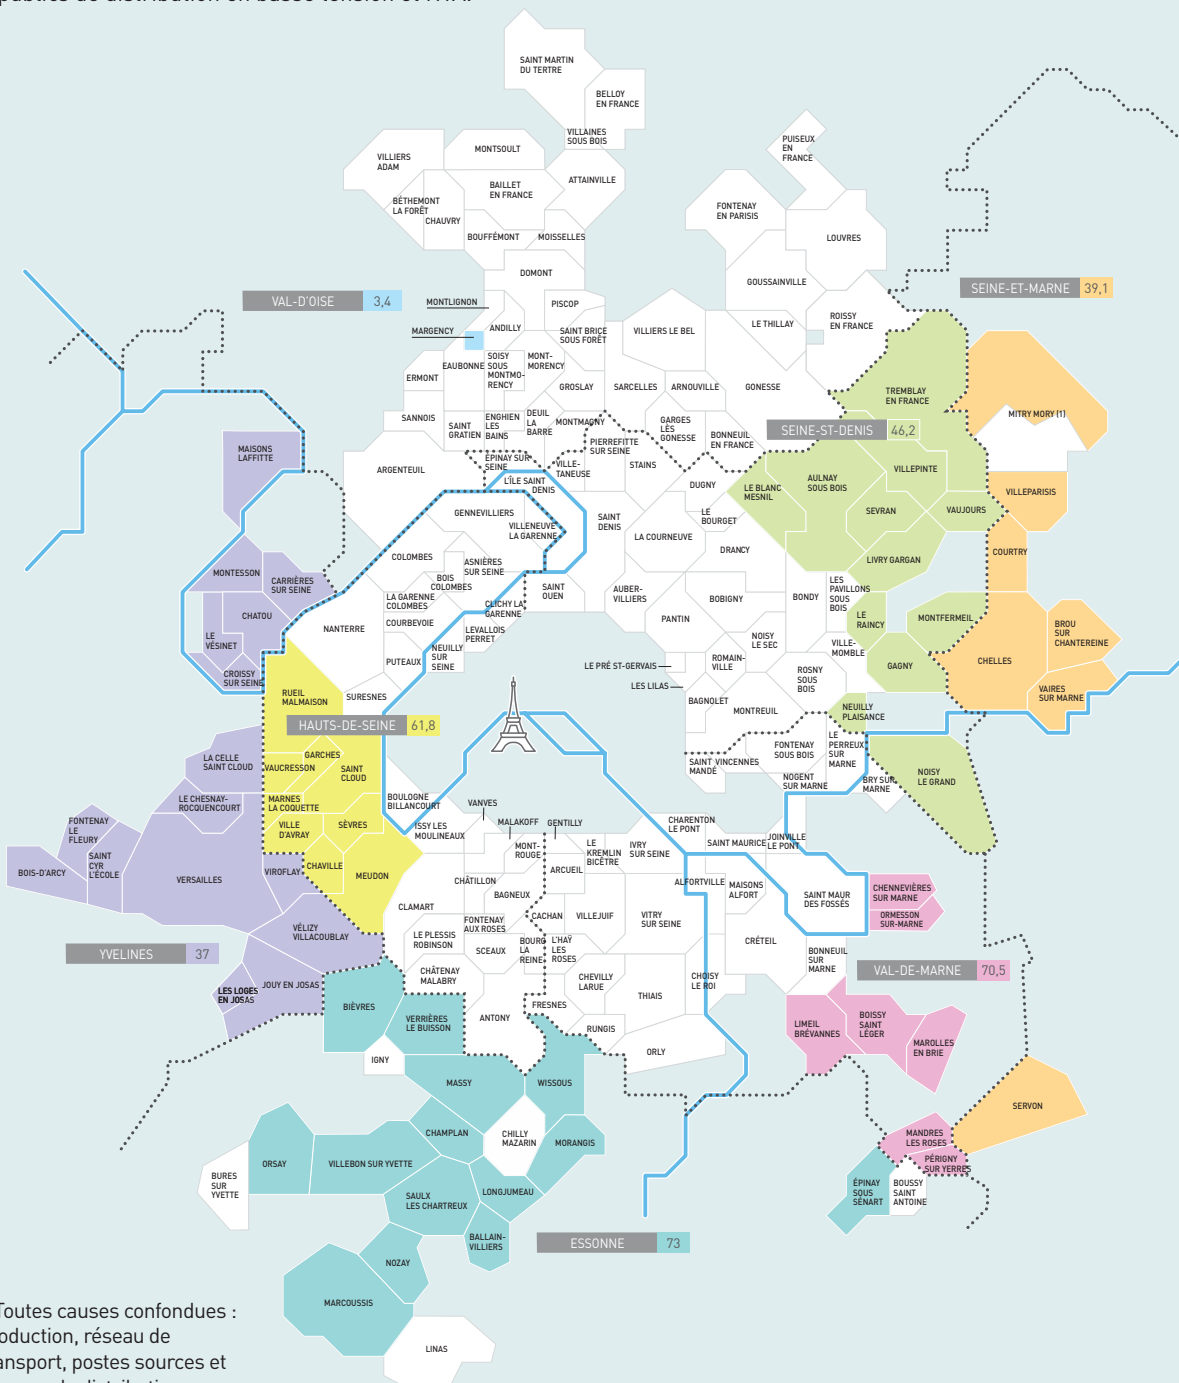 SAINT MARTIN
DU TERTRE
BELLOY
EN FRANCE
VILLAINES
SOUS BOIS
PUISEUX
EN
FRANCE
MONTSOULT
VILLIERS
ADAM
ATTAINVILLE
BAILLET
EN FRANCE
BÉTHEMONT
LA FORÊT
CHAUVRY
FONTENAY
EN PARISIS
BOUFFÉMONT
MOISSELLES
LOUVRES
DOMONT
GOUSSAINVILLE
SEINE-ET-MARNE 39,1
VAL-D'OISE 3,4
MONTLIGNON
PISCOP
MARGENCY
ANDILLY
SAINT BRICE
SOUS FORÊT
VILLIERS LE BEL
LE THILLAY
ROISSY
EN FRANCE
EAUBONNE
SOISY
SOUS
MONTMO-
RENCY
MONT-
MORENCY
ERMONT
GROSLAY
SARCELLES
ARNOUVILLE
GONESSE
TREMBLAY
EN FRANCE
MITRY MORY (1)
SANNOIS
SAINT
GRATIEN
ENGHIEN
LES
BAINS
DEUIL
LA
BARRE
MONTMAGNY
GARGES
LÈS
GONESSE
BONNEUIL
EN FRANCE
SEINE-ST-DENIS 46,2
PIERREFITTE
SUR SEINE
MAISONS
LAFFITTE
ARGENTEUIL
ÉPINAY SUR
SEINE
VILLE-
TANEUSE
STAINS
L'ÎLE SAINT
DENIS
DUGNY
LE BLANC
MESNIL
AULNAY
SOUS BOIS
VILLEPINTE
VILLEPARISIS
GENNEVILLIERS
VILLENEUVE
LA GARENNE
SAINT
DENIS
LE
BOURGET
SEVRAN
VAUJOURS
LA COURNEUVE
DRANCY
COURTRY
COLOMBES
ASNIÈRES
SUR SEINE
LIVRY GARGAN
MONTESSON
CARRIÈRES
SUR SEINE
BOIS
COLOMBES
SAINT
OUEN
AUBER-
VILLIERS
BOBIGNY
BONDY
LES
PAVILLONS
SOUS
BOIS
LA GARENNE
COLOMBES
CLICHY LA
GARENNE
CHATOU
COURBEVOIE
PANTIN
LE
RAINCY
MONTFERMEIL
BROU
SUR
CHANTEREINE
NANTERRE
LEVALLOIS
PERRET
LE
VÉSINET
NOISY
LE SEC
VILLE-
MOMBLE
NEUILLY
SUR
SEINE
PUTEAUX
LE PRÉ ST-GERVAIS
ROMAIN-
VILLE
GAGNY
CHELLES
CROISSY
SUR SEINE
ROSNY
SOUS
BOIS
LES LILAS
VAIRES
SUR MARNE
RUEIL
MALMAISON
SURESNES
BAGNOLET
MONTREUIL
NEUILLY
PLAISANCE
HAUTS-DE-SEINE 61,8
LE
PERREUX
SUR
MARNE
FONTENAY
SOUS BOIS
LA CELLE
SAINT CLOUD
GARCHES
VAUCRESSON
SAINT
CLOUD
SAINT
MANDÉ
VINCENNES
NOGENT
SUR MARNE
BRY SUR
MARNE
NOISY
LE GRAND
LE CHESNAY-
ROCQUENCOURT
MARNES
LA COQUETTE
BOULOGNE
BILLANCOURT
VANVES
FONTENAY
LE
FLEURY
VILLE
D'AVRAY
SÈVRES
ISSY LES
MOULINEAUX
MALAKOFF
GENTILLY
CHARENTON
LE PONT
SAINT MAURICE
JOINVILLE
LE PONT
MONT-
ROUGE
LE
KREMLIN
BICÊTRE
IVRY
SUR SEINE
SAINT
CYR
L'ÉCOLE
BOIS-D'ARCY
VERSAILLES
VIROFLAY
CHAVILLE
MEUDON
ARCUEIL
CHÂTILLON
ALFORTVILLE
MAISONS
ALFORT
SAINT MAUR
DES FOSSÉS
CHENNEVIÈRES
SUR MARNE
BAGNEUX
CLAMART
ORMESSON
SUR-MARNE
FONTENAY
AUX ROSES
CACHAN
VILLEJUIF
VITRY
SUR SEINE
VÉLIZY
VILLACOUBLAY
LE PLESSIS
ROBINSON
SCEAUX
BOURG
LA
REINE
L'HAŸ
LES
ROSES
CRÉTEIL
BONNEUIL
SUR
MARNE
YVELINES 37
VAL-DE-MARNE 70,5
CHÂTENAY
MALABRY
CHEVILLY
LARUE
CHOISY
LE ROI
JOUY EN JOSAS
LES LOGES
EN JOSAS
BIÈVRES
FRESNES
THIAIS
VERRIÈRES
LE BUISSON
ANTONY
RUNGIS
LIMEIL
BRÉVANNES
BOISSY
SAINT
LÉGER
MAROLLES
EN BRIE
IGNY
ORLY
MASSY
WISSOUS
SERVON
CHAMPLAN
CHILLY
MAZARIN
MORANGIS
MANDRES
LES ROSES
ORSAY
VILLEBON SUR YVETTE
PÉRIGNY
SUR YERRES
BURES
SUR
YVETTE
SAULX
LES CHARTREUX
LONGJUMEAU
ÉPINAY
SOUS
SÉNART
BOUSSY
SAINT
ANTOINE
BALLAIN-
VILLIERS
ESSONNE 73
NOZAY
MARCOUSSIS
LINAS
Toutes causes confondues :
oduction, réseau de
ansport, postes sources et